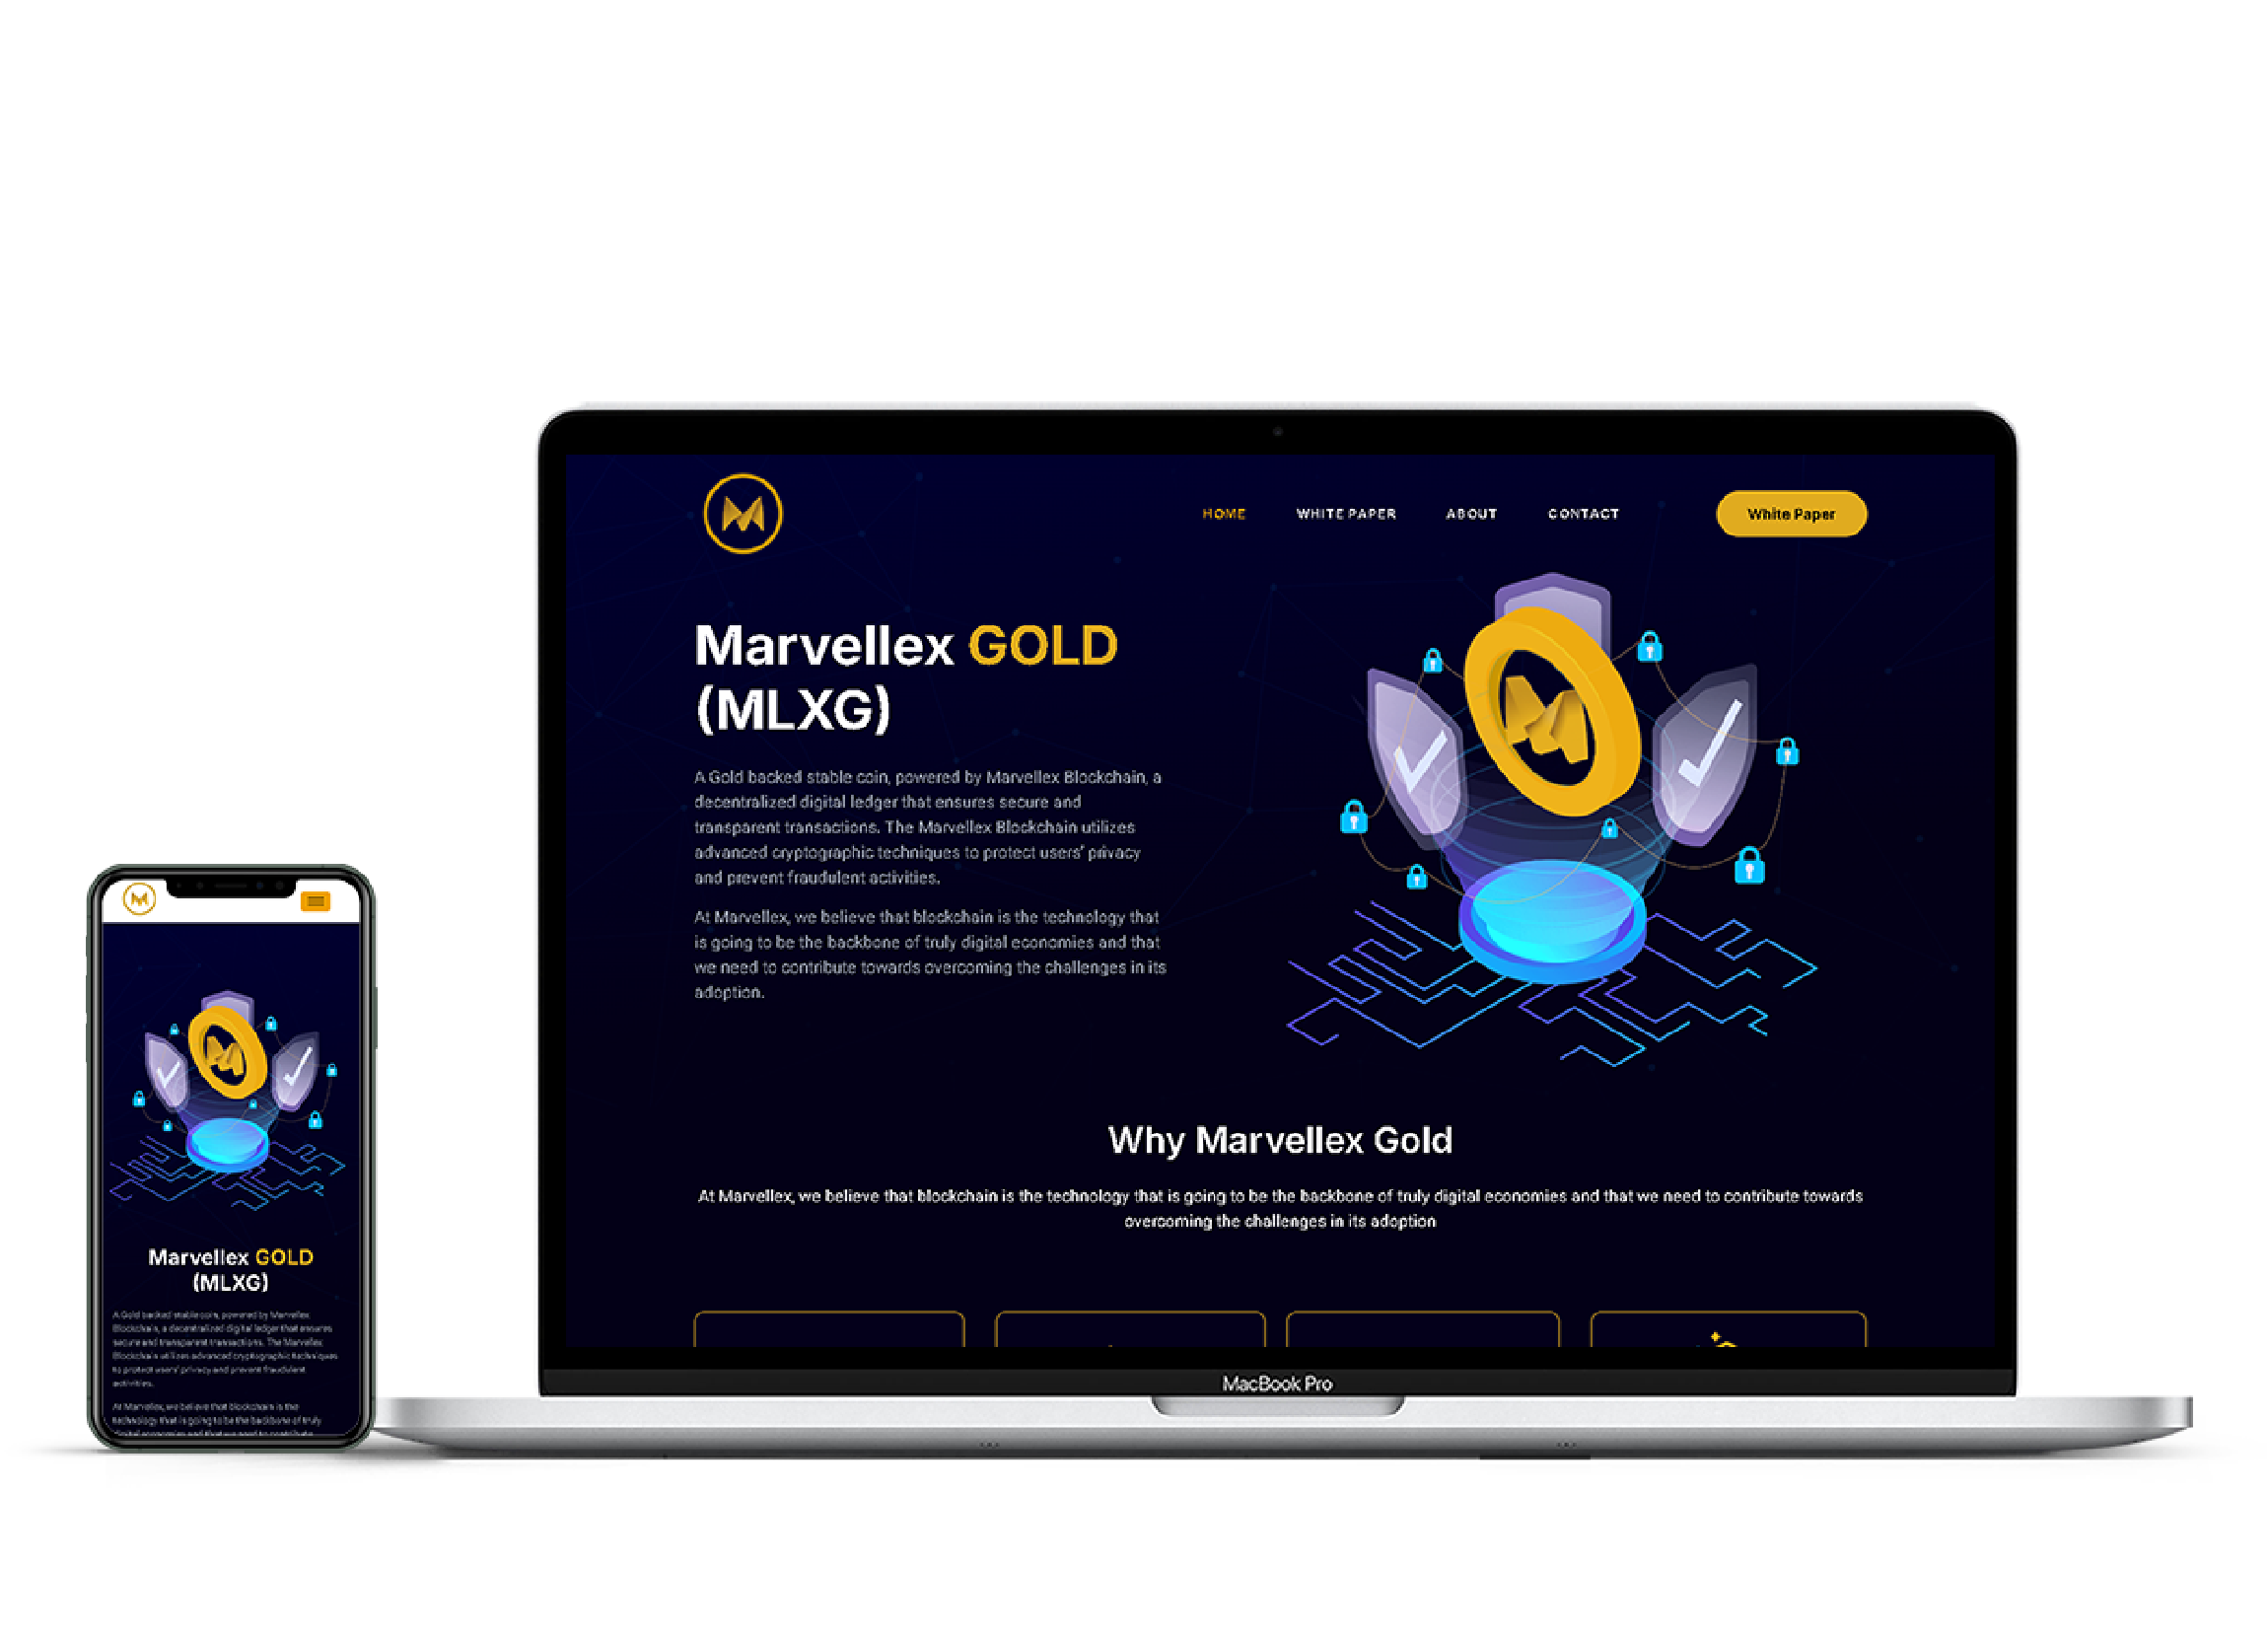 HOME WHITE PAPER ABOUT CONTACT White Paper
Marvellex GOLD
(MLXG)
A Gold backed stable coin, powered by Marvellex Blockchain, a
decentralized digital ledger that ensures secure and
transparent transactions. The Marvellex Blockchain utilizes
advanced cryptographic techniques to protect users' privacy
and prevent fraudulent activities.
At Marvellex, we believe that blockchain is the technology that
is going to be the backbone of truly digital economies and that
we need to contribute towards overcoming the challenges in its
adoption.
Why Marvellex Gold
At Marvellex, we believe that blockchain is the technology that is going to be the backbone of truly digital economies and that we need to contribute towards
overcoming the challenges in its adoption
MacBook Pro
Marvellex GOLD
(MLXG)
A Gold backed stable coin, powered by Marvellex
Blockchain, a decentralized digital ledger that ensures
secure and transparent transactions. The Marvellex
Blockchain utilizes advanced cryptographic techniques
to protect users' privacy and prevent fraudulent
activities.
At Marvellex, we believe that blockchain is the
technology that is going to be the backbone of truly
digital economies and that we need to contribute